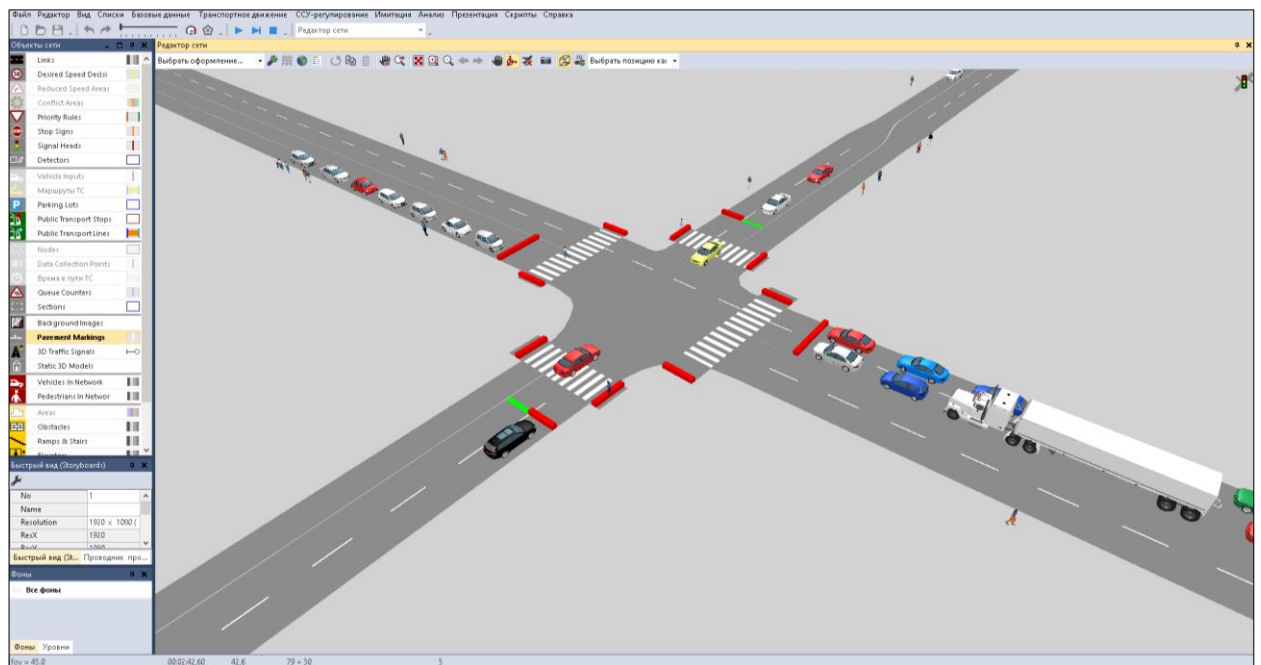 Файл Редактор Вид Списки Базовые данные Транспортное движение ССУ-регулирование Имитация Анализ Презентация Скрипты Справка
Редактор сети
Объекты сети
Редактор сети
Выбрать оформление...
Выбрать позицию ка
Links
Desired Speed Decisi
Reduced Speed Areas
Conflict Areas
Priority Rules
Stop Signs
Signal Heads
Detectors
Vehicle Inputs
Маршруты ТС
Parking Lots
Public Transport Stops
Public Transport Lines
Nodes
Data Collection Points
Время в пути ТС
Queue Counters
Sections
Background Images
Pavement Markings
3D Traffic Signals
Static 3D Models
Vehicles In Network
Pedestrians In Networ
Areas
Obstacles
Ramps & Stairs
Elevators
Быстрый вид (Storyboards)
No 1
Name
Resolution 1920 x 1080 (
ResX 1920
ResY 1080
Быстрый вид (St... Проводник про...
Фоны
Все фоны
Фоны Уровни
fov = 45.0 00:02:42.60 42.6 79 + 30 5